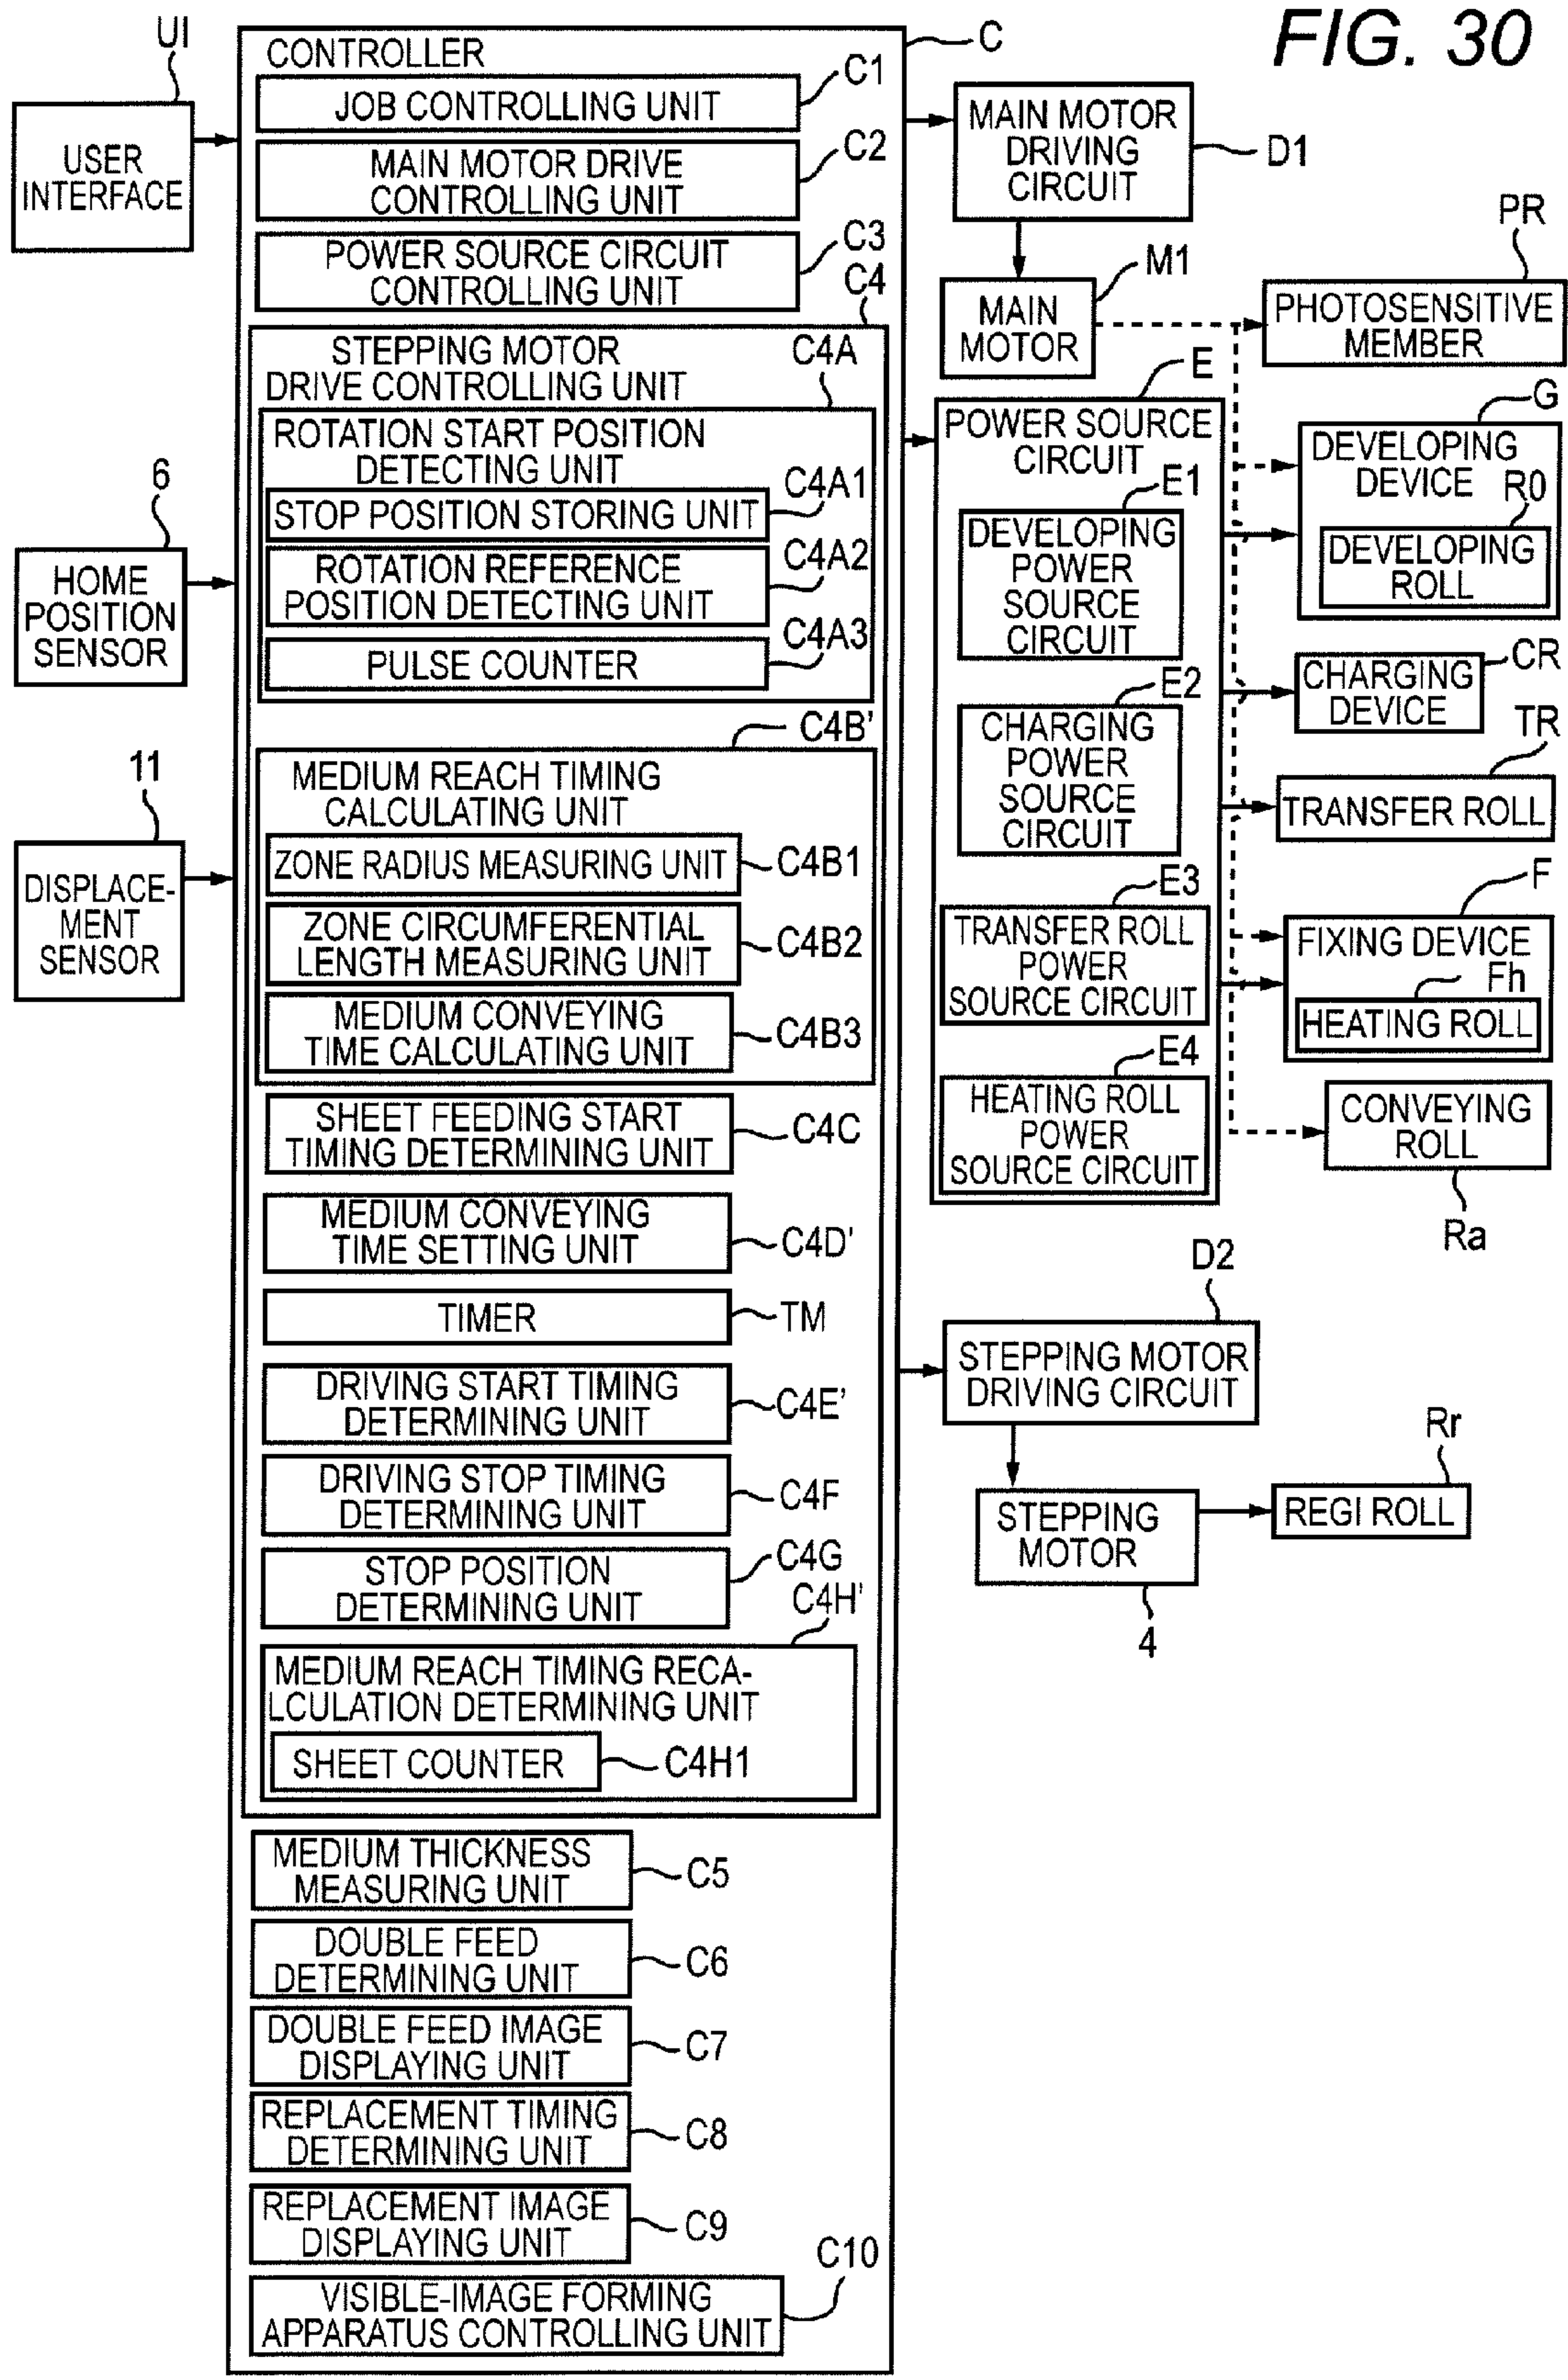 FIG. 30
UI
USER
INTERFACE
6
HOME
POSITION
SENSOR
11
DISPLACE-
MENT
SENSOR
C
CONTROLLER
C1
JOB CONTROLLING UNIT
C2
MAIN MOTOR DRIVE
CONTROLLING UNIT
C3
POWER SOURCE CIRCUIT
CONTROLLING UNIT
C4
STEPPING MOTOR
DRIVE CONTROLLING UNIT
C4A
ROTATION START POSITION
DETECTING UNIT
C4A1
STOP POSITION STORING UNIT
C4A2
ROTATION REFERENCE
POSITION DETECTING UNIT
C4A3
PULSE COUNTER
C4B'
MEDIUM REACH TIMING
CALCULATING UNIT
ZONE RADIUS MEASURING UNIT
C4B1
ZONE CIRCUMFERENTIAL
LENGTH MEASURING UNIT
C4B2
MEDIUM CONVEYING
TIME CALCULATING UNIT
C4B3
SHEET FEEDING START
TIMING DETERMINING UNIT
C4C
MEDIUM CONVEYING
TIME SETTING UNIT
C4D'
TIMER
TM
DRIVING START TIMING
DETERMINING UNIT
C4E'
DRIVING STOP TIMING
DETERMINING UNIT
C4F
STOP POSITION
DETERMINING UNIT
C4G
C4H'
MEDIUM REACH TIMING RECA-
LCULATION DETERMINING UNIT
SHEET COUNTER
C4H1
MEDIUM THICKNESS
MEASURING UNIT
C5
DOUBLE FEED
DETERMINING UNIT
C6
DOUBLE FEED IMAGE
DISPLAYING UNIT
C7
REPLACEMENT TIMING
DETERMINING UNIT
C8
REPLACEMENT IMAGE
DISPLAYING UNIT
C9
C10
VISIBLE-IMAGE FORMING
APPARATUS CONTROLLING UNIT
MAIN MOTOR
DRIVING
CIRCUIT
D1
M1
MAIN
MOTOR
E
POWER SOURCE
CIRCUIT
E1
DEVELOPING
POWER
SOURCE
CIRCUIT
E2
CHARGING
POWER
SOURCE
CIRCUIT
E3
TRANSFER ROLL
POWER
SOURCE CIRCUIT
E4
HEATING ROLL
POWER
SOURCE CIRCUIT
PR
PHOTOSENSITIVE
MEMBER
G
DEVELOPING
DEVICE
R0
DEVELOPING
ROLL
CR
CHARGING
DEVICE
TR
TRANSFER ROLL
F
FIXING DEVICE
Fh
HEATING ROLL
CONVEYING
ROLL
Ra
D2
STEPPING MOTOR
DRIVING CIRCUIT
STEPPING
MOTOR
4
Rr
REGI ROLL